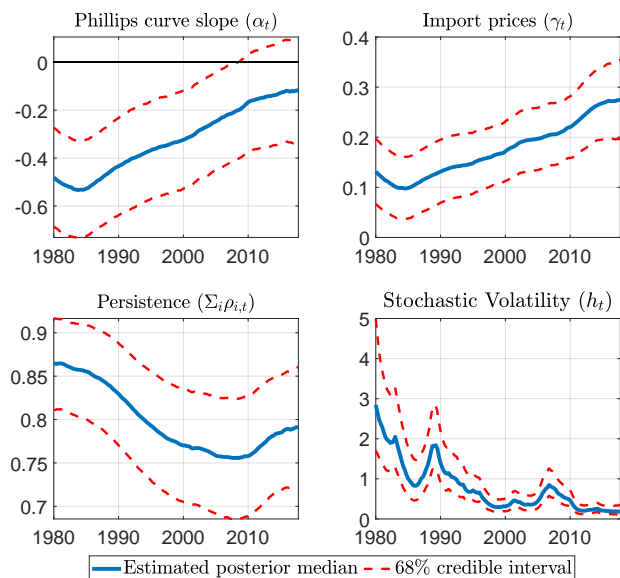 Phillips curve slope (αₜ)
0
-0.2
-0.4
-0.6
1980 1990 2000 2010
Import prices (γₜ)
0.4
0.3
0.2
0.1
0
1980 1990 2000 2010
Persistence (Σᵢρᵢ,ₜ)
0.9
0.85
0.8
0.75
0.7
1980 1990 2000 2010
Stochastic Volatility (hₜ)
5
4
3
2
1
0
1980 1990 2000 2010
Estimated posterior median 68% credible interval